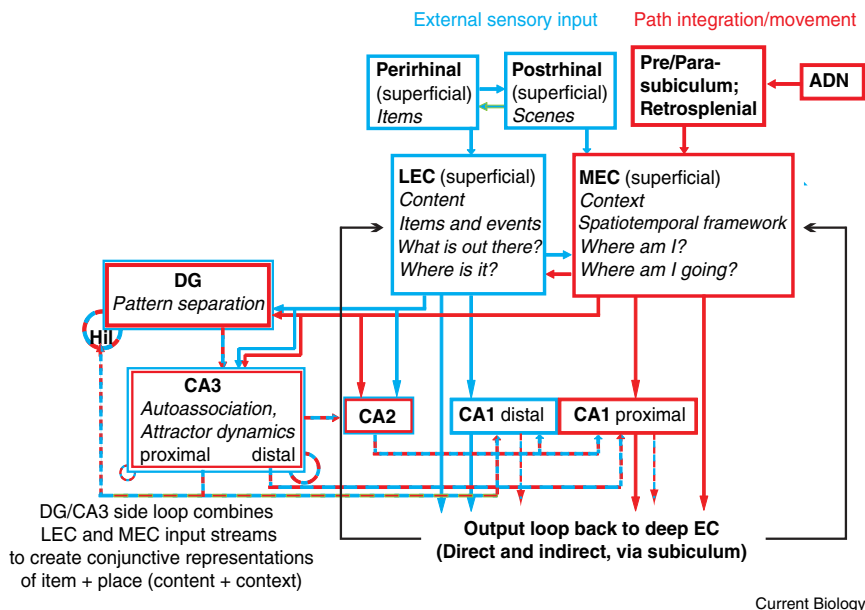 External sensory input
Path integration/movement
Perirhinal
(superficial)
Items
Postrhinal
(superficial)
Scenes
Pre/Para-
subiculum;
Retrosplenial
ADN
LEC (superficial)
Content
Items and events
What is out there?
Where is it?
MEC (superficial)
Context
Spatiotemporal framework
Where am I?
Where am I going?
DG
Pattern separation
Hil
CA3
Autoassociation,
Attractor dynamics
proximal distal
CA2
CA1 distal
CA1 proximal
DG/CA3 side loop combines
LEC and MEC input streams
to create conjunctive representations
of item + place (content + context)
Output loop back to deep EC
(Direct and indirect, via subiculum)
Current Biology